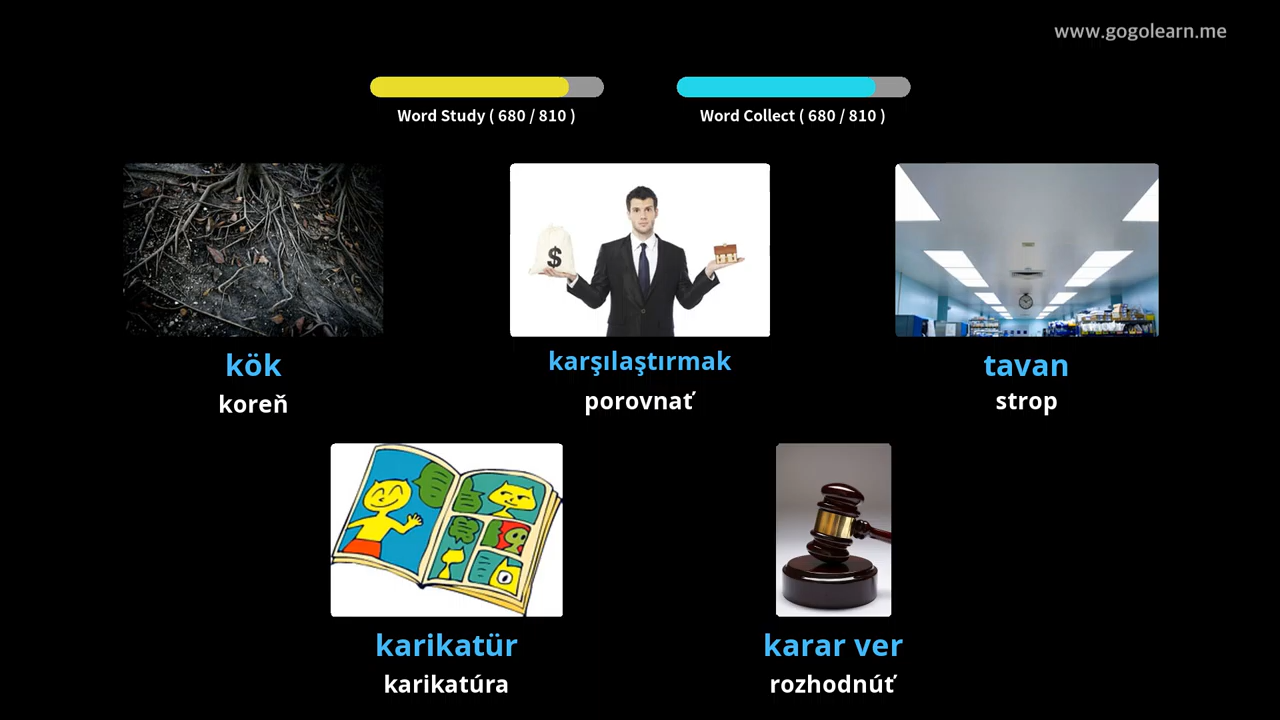 www.gogolearn.me
Word Study ( 680 / 810 )
Word Collect ( 680 / 810 )
kök
karşılaştırmak
tavan
koreň
porovnať
strop
$
karikatür
karar ver
karikatúra
rozhodnúť